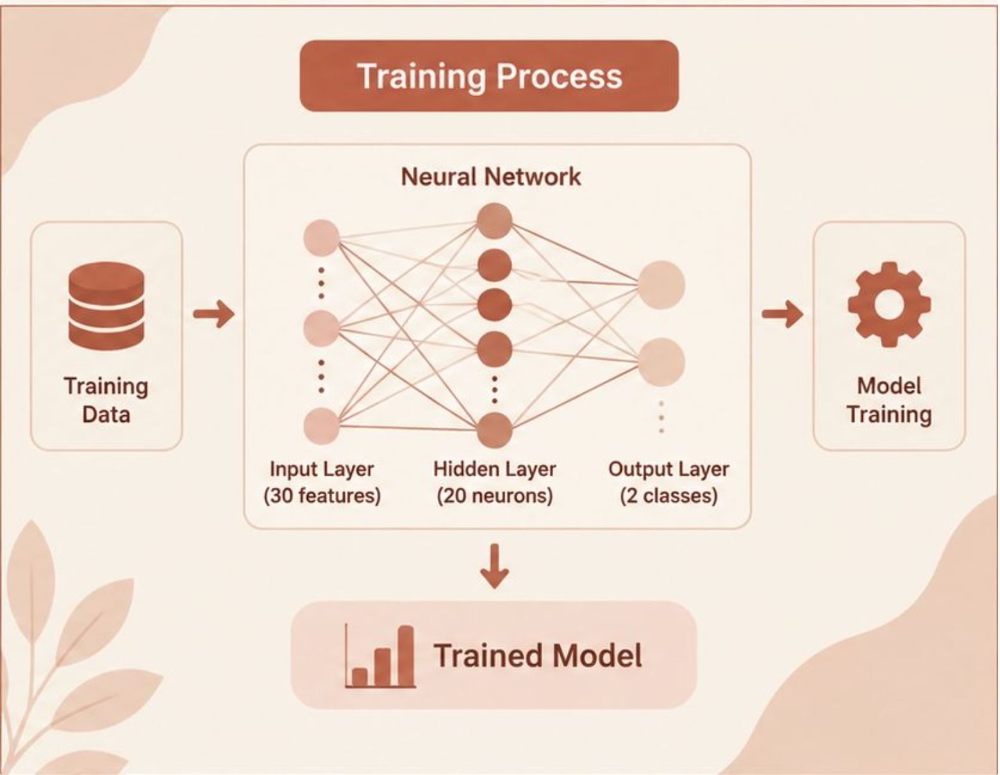 Training Process
Neural Network
Training
Data
Input Layer
(30 features)
Hidden Layer
(20 neurons)
Output Layer
(2 classes)
Model
Training
Trained Model